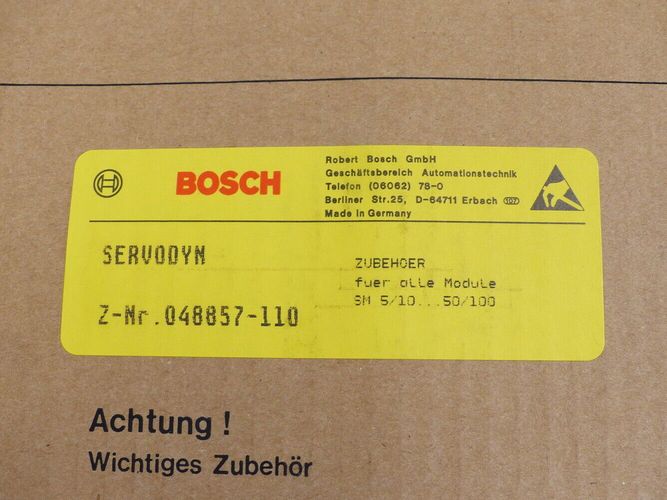 BOSCH
Robert Bosch GmbH
Geschäftsbereich Automationstechnik
Telefon (06062) 78-0
Berliner Str.25, D-64711 Erbach 107
Made in Germany
SERVODYN
Z-Nr.048857-110
ZUBEHOER
fuer alle Module
SM 5/10...50/100
Achtung !
Wichtiges Zubehör